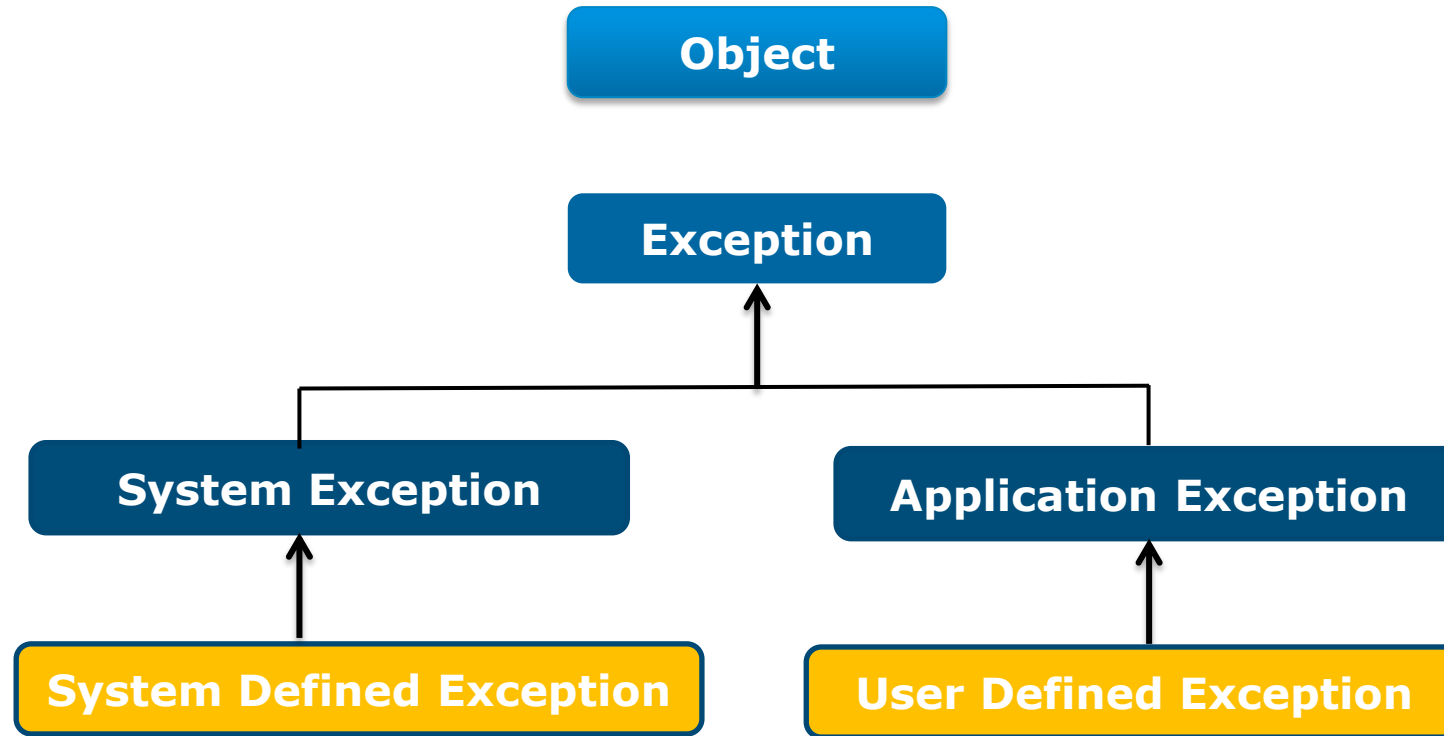 Object
Exception
System Exception
Application Exception
System Defined Exception
User Defined Exception